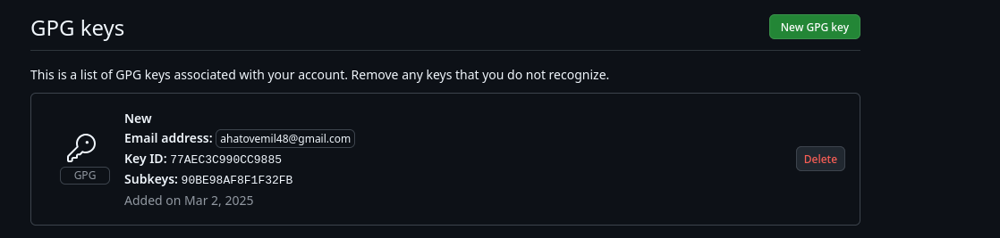 GPG keys
New GPG key
This is a list of GPG keys associated with your account. Remove any keys that you do not recognize.
New
Email address: ahatovemil48@gmail.com
Key ID: 77AEC3C990CC9885
Subkeys: 90BE98AF8F1F32FB
Added on Mar 2, 2025
GPG
Delete